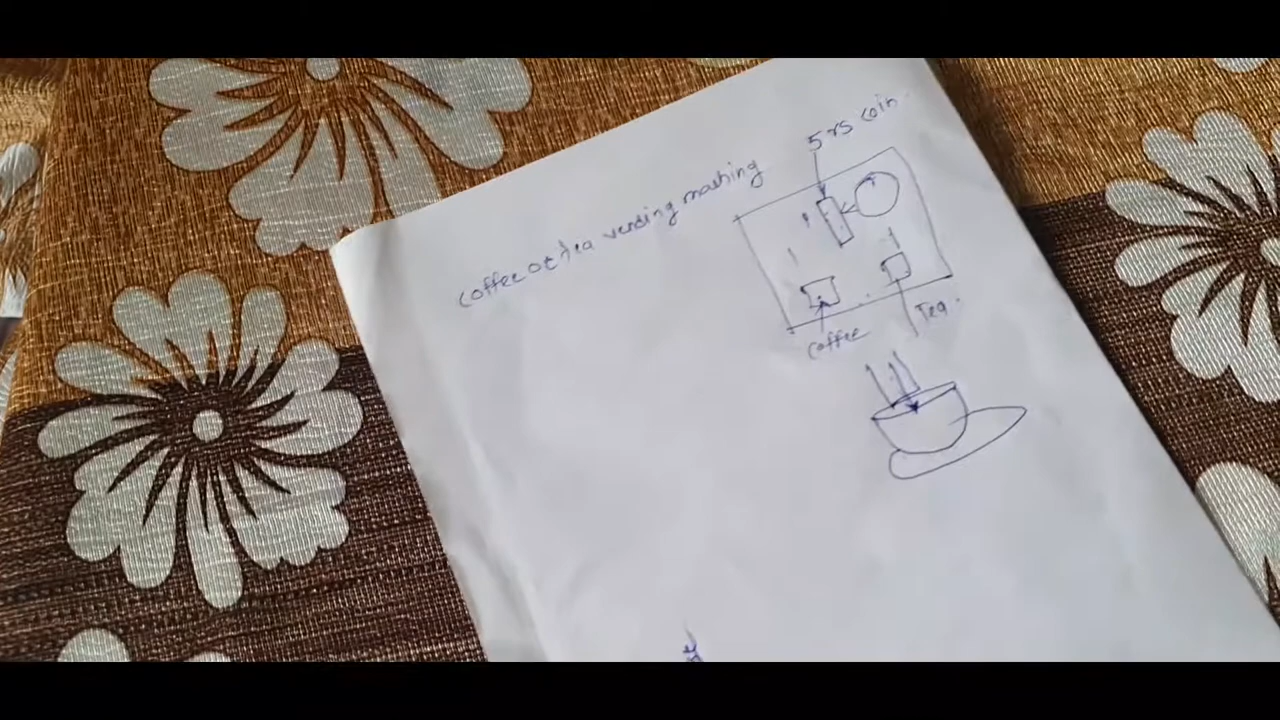 coffee or tea vending mashing
5 rs coin.
coffee
Tea.